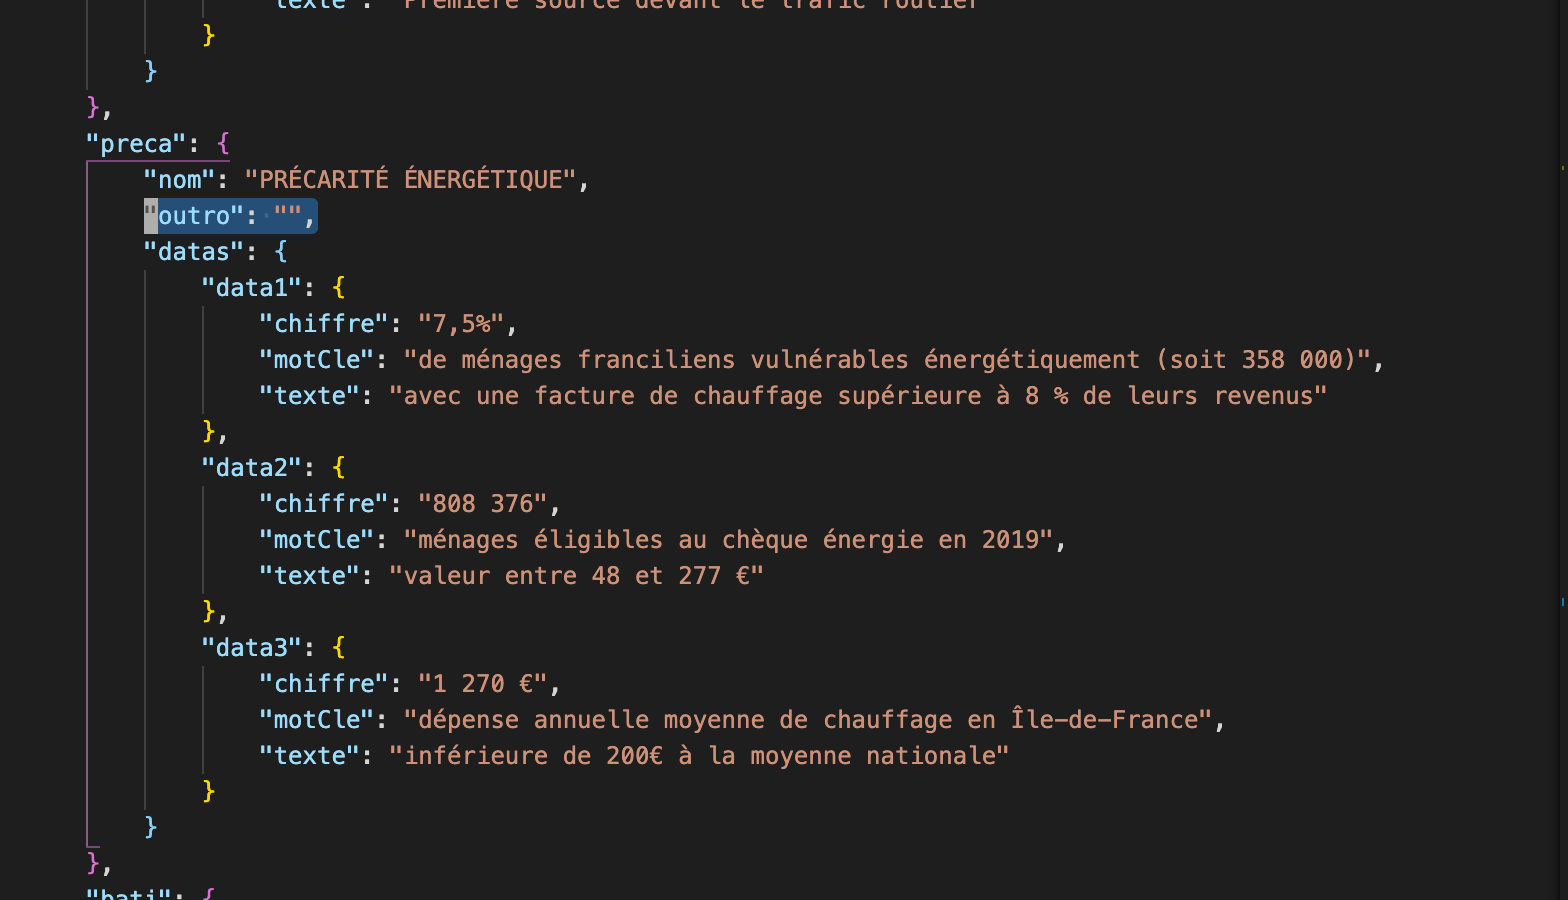 "texte": "Première source devant le trafic routier"
}
}
},
"preca": {
"nom": "PRÉCARITÉ ÉNERGÉTIQUE",
"outro": "",
"datas": {
"data1": {
"chiffre": "7,5%",
"motCle": "de ménages franciliens vulnérables énergétiquement (soit 358 000)",
"texte": "avec une facture de chauffage supérieure à 8 % de leurs revenus"
},
"data2": {
"chiffre": "808 376",
"motCle": "ménages éligibles au chèque énergie en 2019",
"texte": "valeur entre 48 et 277 €"
},
"data3": {
"chiffre": "1 270 €",
"motCle": "dépense annuelle moyenne de chauffage en Île-de-France",
"texte": "inférieure de 200€ à la moyenne nationale"
}
}
},
"bati": {